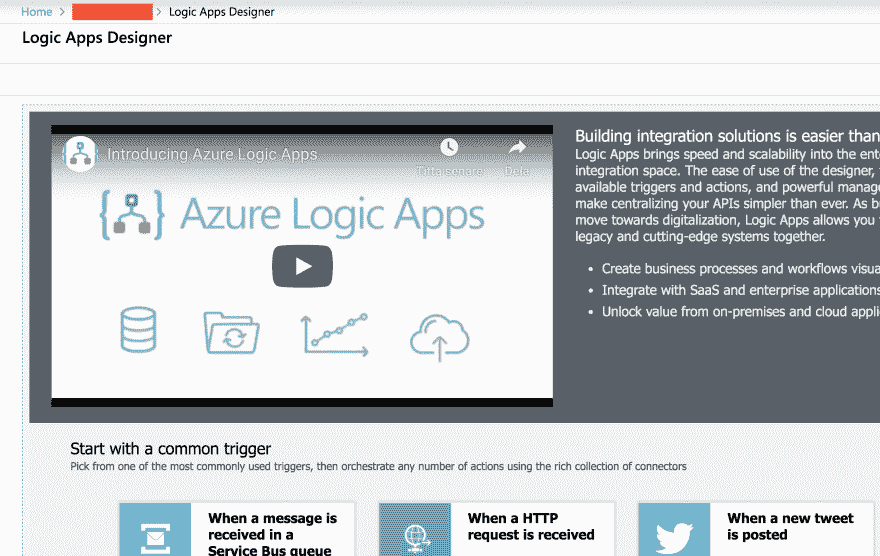 Home > > Logic Apps Designer
Logic Apps Designer
Introducing Azure Logic Apps
Titta senare
Dela
Azure Logic Apps
Building integration solutions is easier than
Logic Apps brings speed and scalability into the
integration space. The ease of use of the designer,
available triggers and actions, and powerful
make centralizing your APIs simpler than ever. As
move towards digitalization, Logic Apps allows you
legacy and cutting-edge systems together.
• Create business processes and workflows
• Integrate with SaaS and enterprise applications
• Unlock value from on-premises and cloud
Start with a common trigger
Pick from one of the most commonly used triggers, then orchestrate any number of actions using the rich collection of connectors
When a message is
received in a
Service Bus queue
When a HTTP
request is received
When a new tweet
is posted